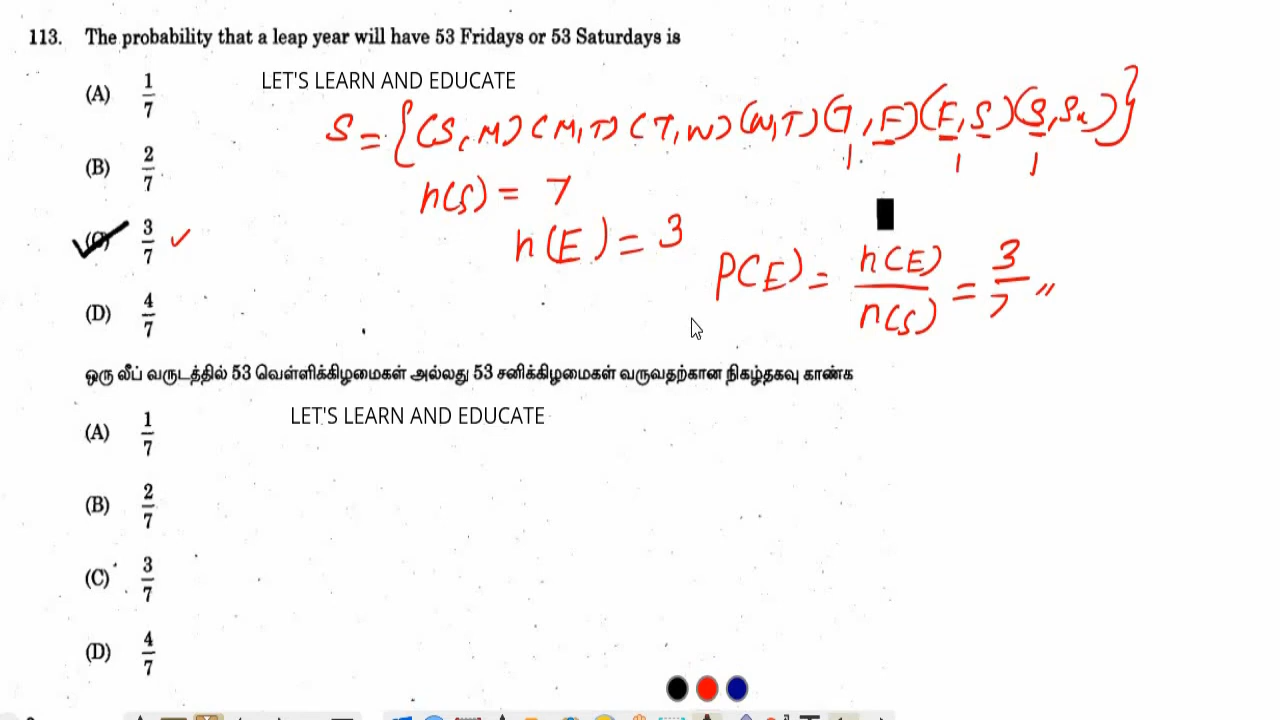 113. The probability that a leap year will have 53 Fridays or 53 Saturdays is
LET'S LEARN AND EDUCATE
(A) 1/7
S = {(S, M) (M, T) (T, W) (W, T) (T, F) (F, S) (S, Su)}
1 1 1
(B) 2/7
n(S) = 7
(C) 3/7
n(E) = 3
P(E) = n(E)/n(S) = 3/7 〃
(D) 4/7
ஒரு லீப் வருடத்தில் 53 வெள்ளிக்கிழமைகள் அல்லது 53 சனிக்கிழமைகள் வருவதற்கான நிகழ்தகவு காண்க
LET'S LEARN AND EDUCATE
(A) 1/7
(B) 2/7
(C) 3/7
(D) 4/7